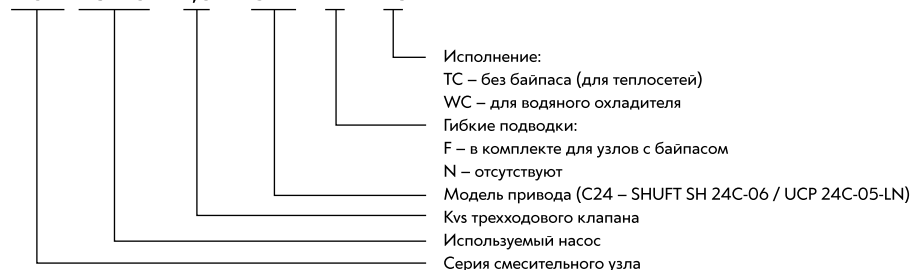 Исполнение:
TC – без байпаса (для теплосетей)
WC – для водяного охладителя
Гибкие подводки:
F – в комплекте для узлов с байпасом
N – отсутствуют
Модель привода (C24 – SHUFT SH 24C-06 / UCP 24C-05-LN)
Kvs трехходового клапана
Используемый насос
Серия смесительного узла